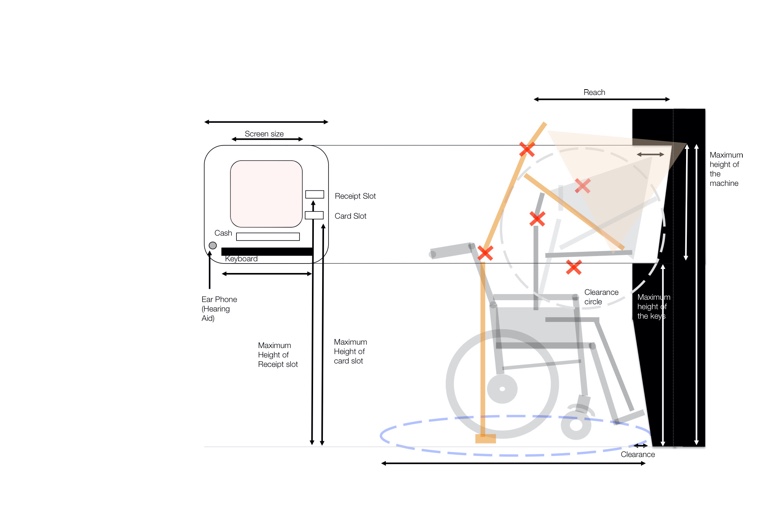 Reach
Screen size
Maximum
height of
the
machine
Receipt Slot
Card Slot
Cash
Keyboard
Ear Phone
(Hearing
Aid)
Clearance
circle
Maximum
height of
the keys
Maximum
Height of
Receipt slot
Maximum
Height of
card slot
Clearance